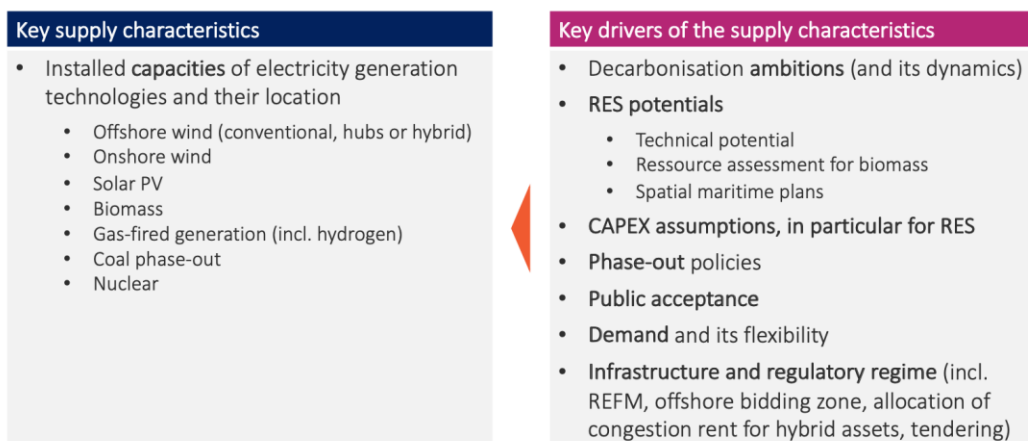 Key supply characteristics
• Installed capacities of electricity generation
technologies and their location
• Offshore wind (conventional, hubs or hybrid)
• Onshore wind
• Solar PV
• Biomass
• Gas-fired generation (incl. hydrogen)
• Coal phase-out
• Nuclear
Key drivers of the supply characteristics
• Decarbonisation ambitions (and its dynamics)
• RES potentials
• Technical potential
• Ressource assessment for biomass
• Spatial maritime plans
• CAPEX assumptions, in particular for RES
• Phase-out policies
• Public acceptance
• Demand and its flexibility
• Infrastructure and regulatory regime (incl.
REFM, offshore bidding zone, allocation of
congestion rent for hybrid assets, tendering)